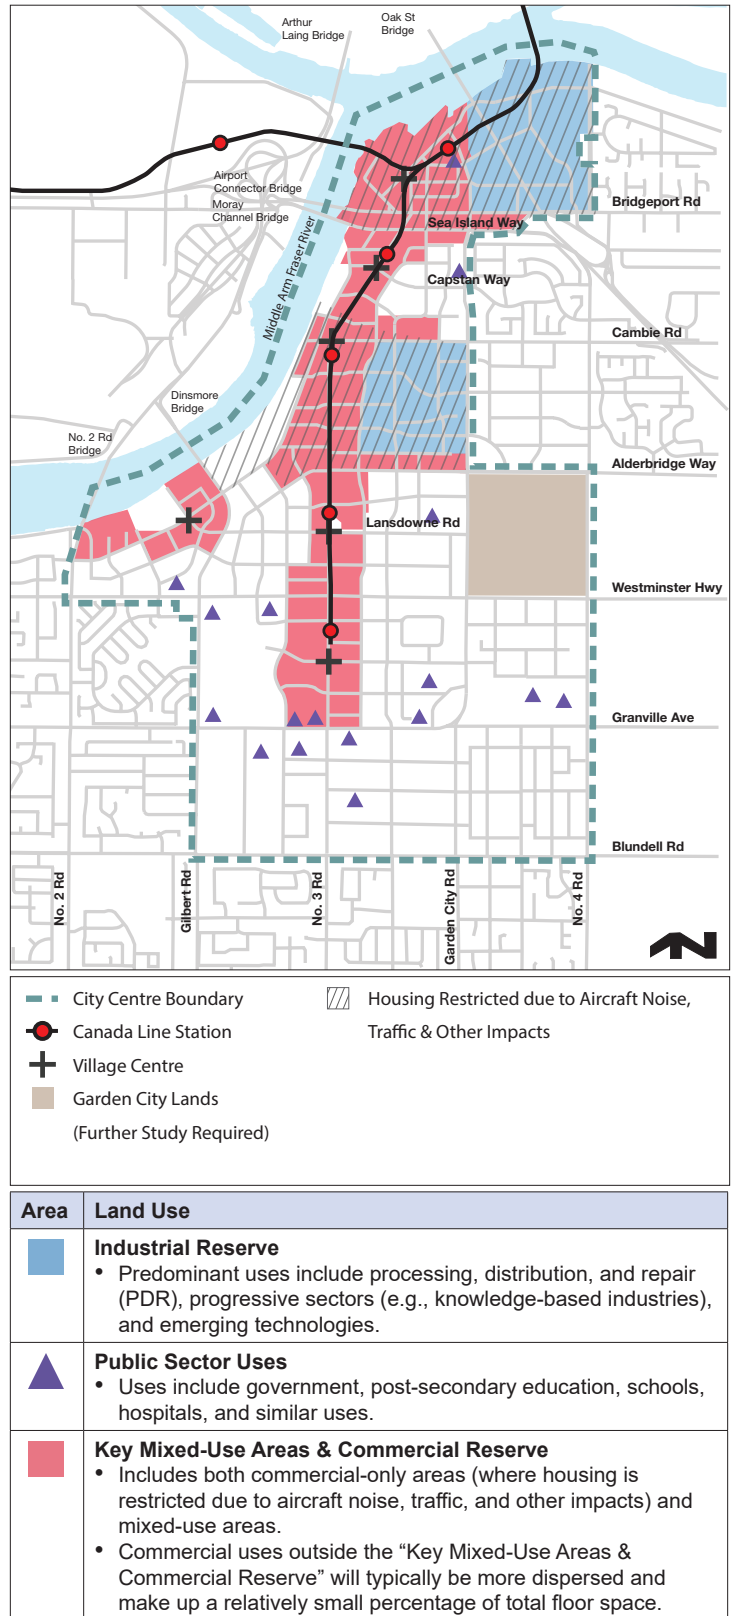 Arthur
Laing Bridge
Oak St
Bridge
Airport
Connector Bridge
Moray
Channel Bridge
Bridgeport Rd
Sea Island Way
Middle Arm Fraser River
Capstan Way
Cambie Rd
Dinsmore
Bridge
No. 2 Rd
Bridge
Alderbridge Way
Lansdowne Rd
Westminster Hwy
Granville Ave
Blundell Rd
No. 2 Rd
Gilbert Rd
No. 3 Rd
Garden City Rd
No. 4 Rd
N
City Centre Boundary
Canada Line Station
Village Centre
Garden City Lands
(Further Study Required)
Housing Restricted due to Aircraft Noise,
Traffic & Other Impacts
Area Land Use
Industrial Reserve
• Predominant uses include processing, distribution, and repair
(PDR), progressive sectors (e.g., knowledge-based industries),
and emerging technologies.
Public Sector Uses
• Uses include government, post-secondary education, schools,
hospitals, and similar uses.
Key Mixed-Use Areas & Commercial Reserve
• Includes both commercial-only areas (where housing is
restricted due to aircraft noise, traffic, and other impacts) and
mixed-use areas.
• Commercial uses outside the “Key Mixed-Use Areas &
Commercial Reserve” will typically be more dispersed and
make up a relatively small percentage of total floor space.